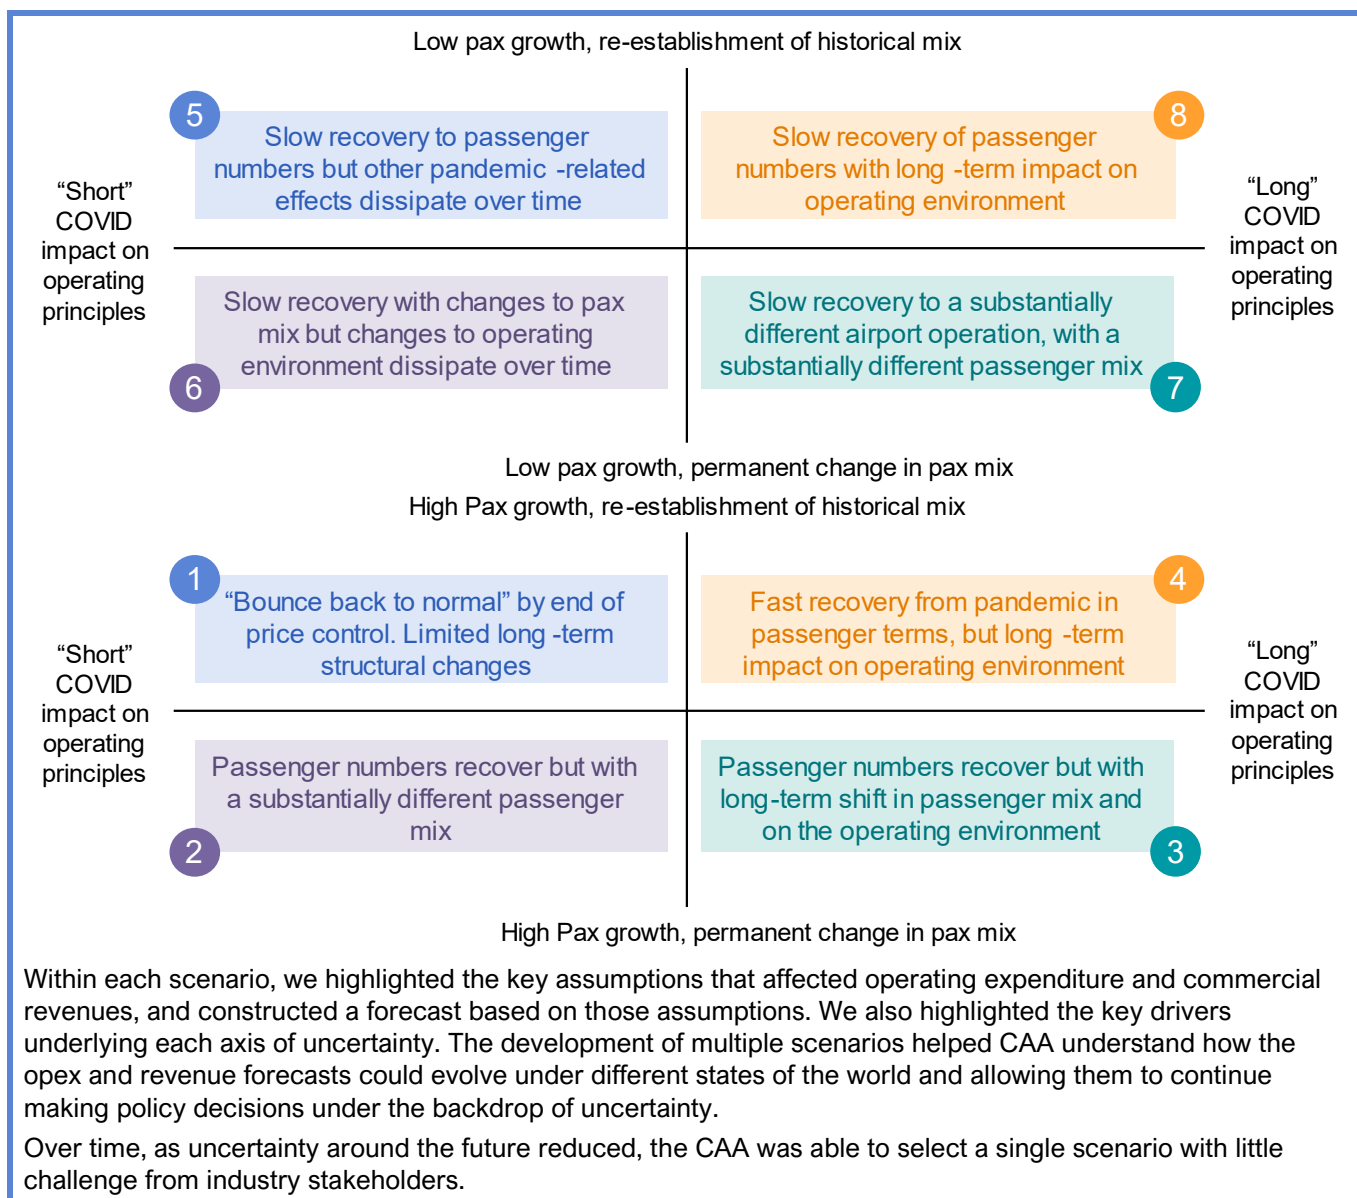 Low pax growth, re-establishment of historical mix
5
Slow recovery to passenger
numbers but other pandemic -related
effects dissipate over time
8
Slow recovery of passenger
numbers with long -term impact on
operating environment
“Short”
COVID
impact on
operating
principles
“Long”
COVID
impact on
operating
principles
Slow recovery with changes to pax
mix but changes to operating
environment dissipate over time
6
Slow recovery to a substantially
different airport operation, with a
substantially different passenger mix
7
Low pax growth, permanent change in pax mix
High Pax growth, re-establishment of historical mix
1
“Bounce back to normal” by end of
price control. Limited long -term
structural changes
4
Fast recovery from pandemic in
passenger terms, but long -term
impact on operating environment
“Short”
COVID
impact on
operating
principles
“Long”
COVID
impact on
operating
principles
Passenger numbers recover but with
a substantially different passenger
mix
2
Passenger numbers recover but with
long-term shift in passenger mix and
on the operating environment
3
High Pax growth, permanent change in pax mix
Within each scenario, we highlighted the key assumptions that affected operating expenditure and commercial
revenues, and constructed a forecast based on those assumptions. We also highlighted the key drivers
underlying each axis of uncertainty. The development of multiple scenarios helped CAA understand how the
opex and revenue forecasts could evolve under different states of the world and allowing them to continue
making policy decisions under the backdrop of uncertainty.
Over time, as uncertainty around the future reduced, the CAA was able to select a single scenario with little
challenge from industry stakeholders.